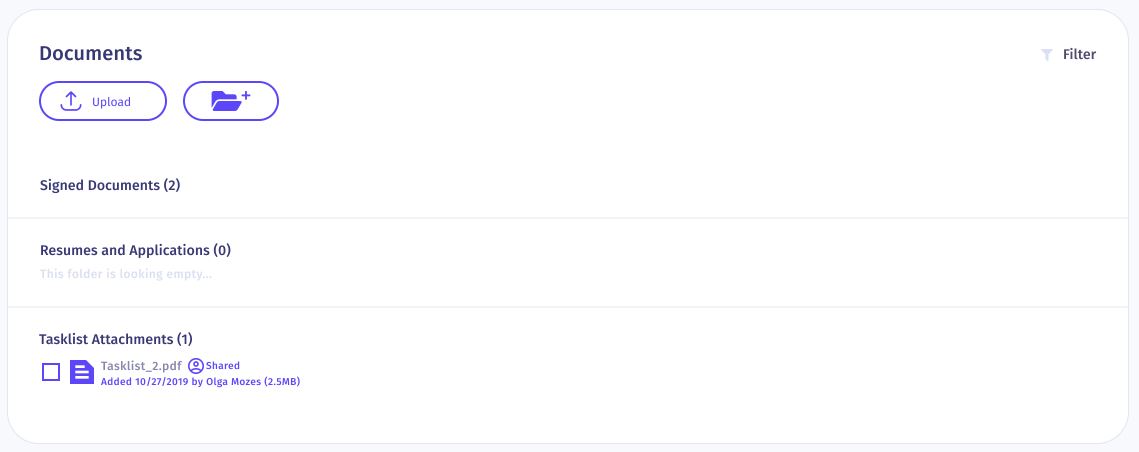 Documents
Filter
Upload
Signed Documents (2)
Resumes and Applications (0)
This folder is looking empty...
Tasklist Attachments (1)
Tasklist_2.pdf Shared
Added 10/27/2019 by Olga Mozes (2.5MB)